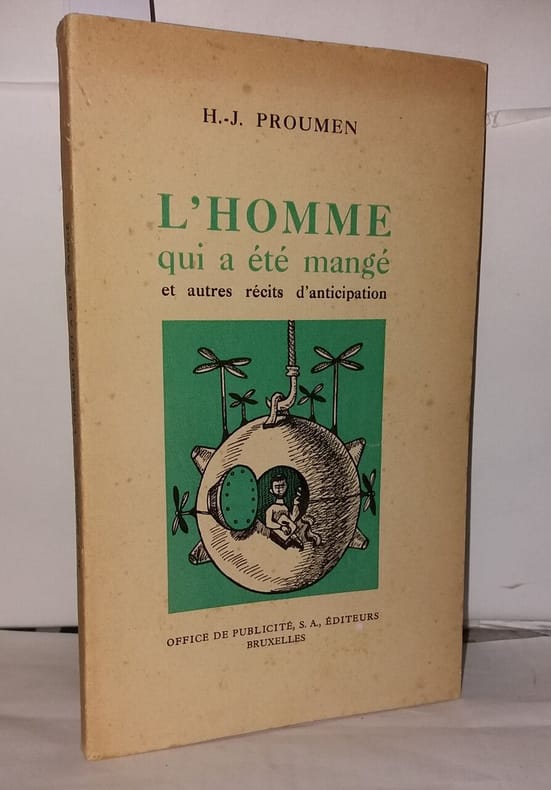 H.-J. PROUMEN
L'HOMME
qui a été mangé
et autres récits d'anticipation
OFFICE DE PUBLICITÉ, S. A., ÉDITEURS
BRUXELLES